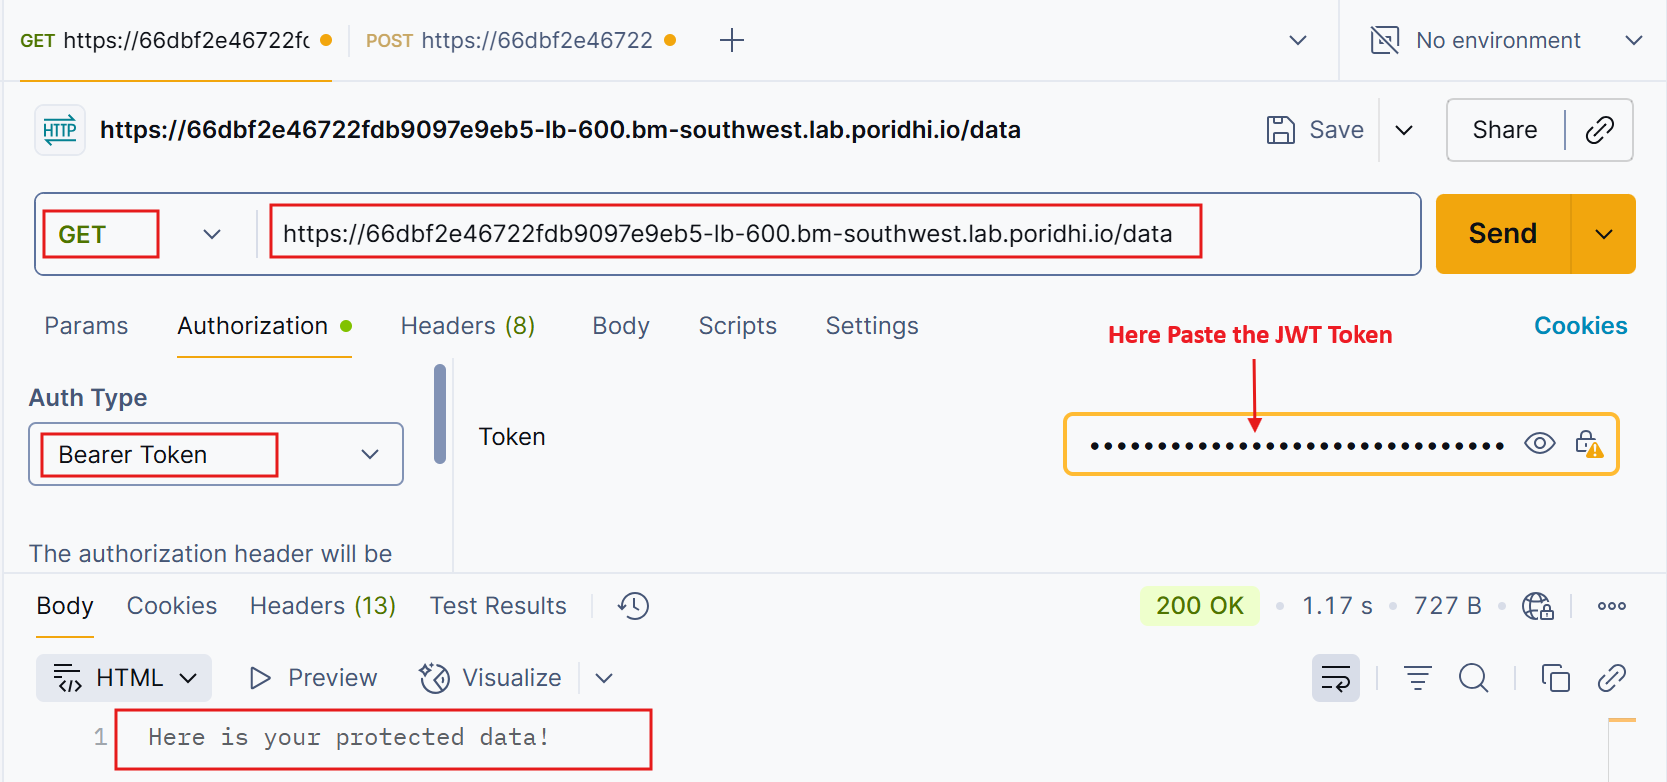 GET https://66dbf2e46722fc POST https://66dbf2e46722 No environment
HTTP https://66dbf2e46722fdb9097e9eb5-lb-600.bm-southwest.lab.poridhi.io/data Save Share
GET https://66dbf2e46722fdb9097e9eb5-lb-600.bm-southwest.lab.poridhi.io/data Send
Params Authorization Headers (8) Body Scripts Settings Cookies
Here Paste the JWT Token
Auth Type
Bearer Token
Token •••••••••••••••••••••••••••••••
The authorization header will be
Body Cookies Headers (13) Test Results 200 OK • 1.17 s • 727 B
HTML Preview Visualize
1 Here is your protected data!